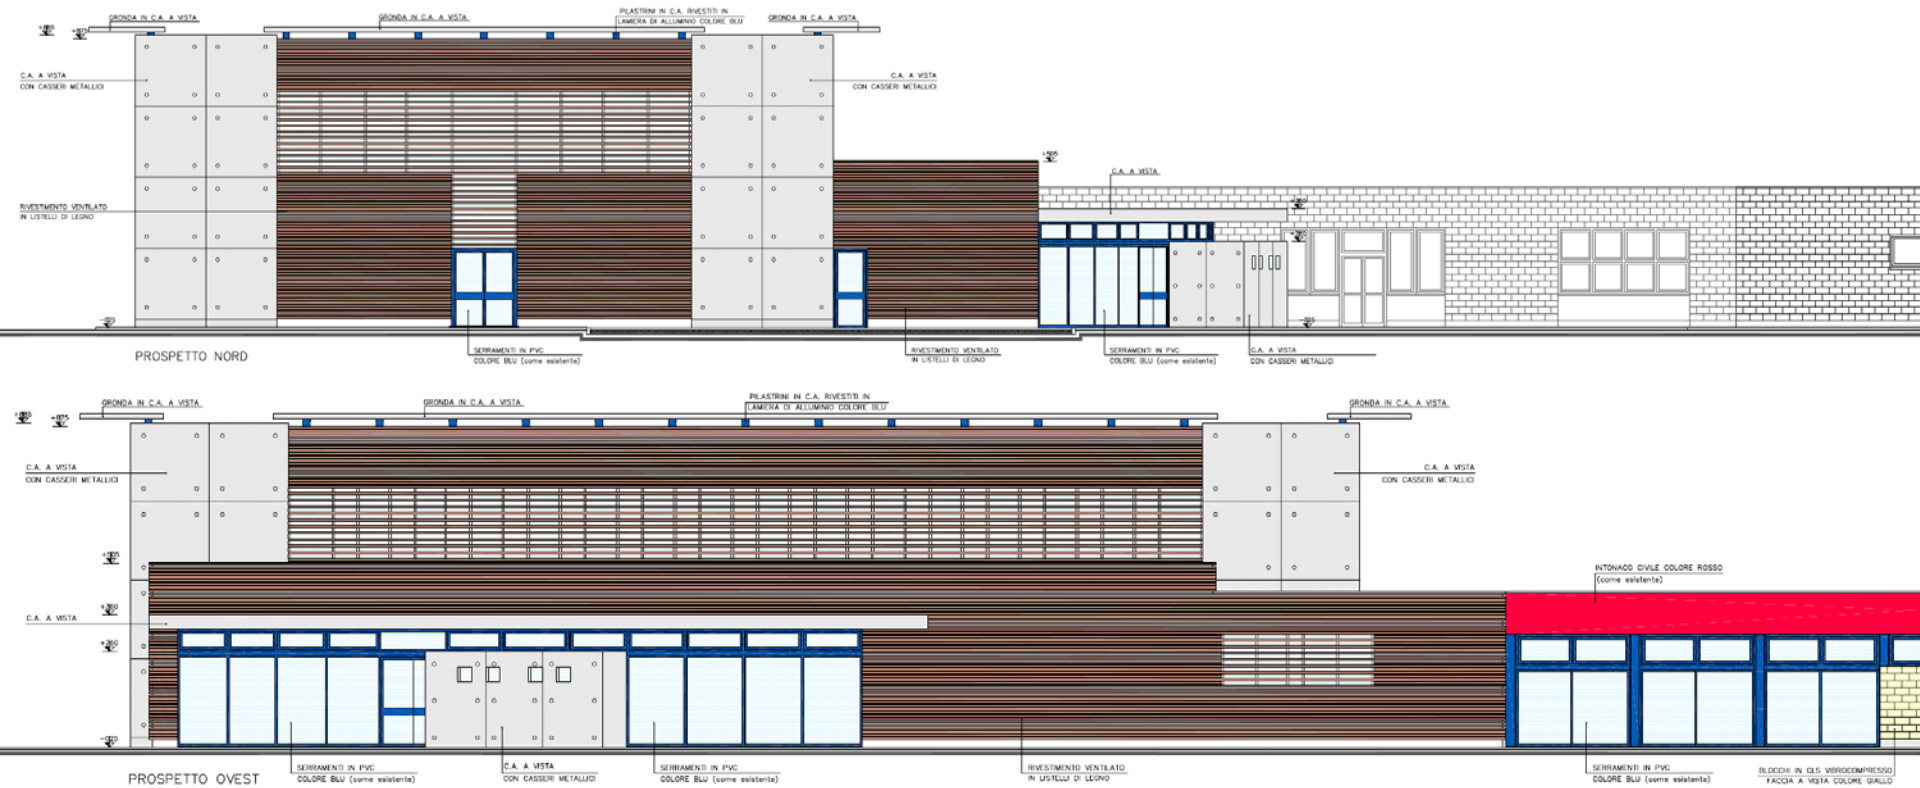 GRONDA IN C.A. A VISTA
GRONDA IN C.A. A VISTA
PILASTRINI IN C.A. RIVESTITI IN
LAMIERA DI ALLUMINIO COLORE BLU
GRONDA IN C.A. A VISTA
C.A. A VISTA
CON CASSERI METALLICI
C.A. A VISTA
CON CASSERI METALLICI
C.A. A VISTA
RIVESTIMENTO VENTILATO
IN LISTELLI DI LEGNO
PROSPETTO NORD
SERRAMENTI IN PVC
COLORE BLU (come esistente)
RIVESTIMENTO VENTILATO
IN LISTELLI DI LEGNO
SERRAMENTI IN PVC
COLORE BLU (come esistente)
C.A. A VISTA
CON CASSERI METALLICI
GRONDA IN C.A. A VISTA
GRONDA IN C.A. A VISTA
PILASTRINI IN C.A. RIVESTITI IN
LAMIERA DI ALLUMINIO COLORE BLU
GRONDA IN C.A. A VISTA
+875
C.A. A VISTA
CON CASSERI METALLICI
C.A. A VISTA
CON CASSERI METALLICI
INTONACO CIVILE COLORE ROSSO
(come esistente)
C.A. A VISTA
PROSPETTO OVEST
SERRAMENTI IN PVC
COLORE BLU (come esistente)
C.A. A VISTA
CON CASSERI METALLICI
SERRAMENTI IN PVC
COLORE BLU (come esistente)
RIVESTIMENTO VENTILATO
IN LISTELLI DI LEGNO
SERRAMENTI IN PVC
COLORE BLU (come esistente)
BLOCCHI IN CLS VIBROCOMPRESSO
FACCIA A VISTA COLORE GIALLO